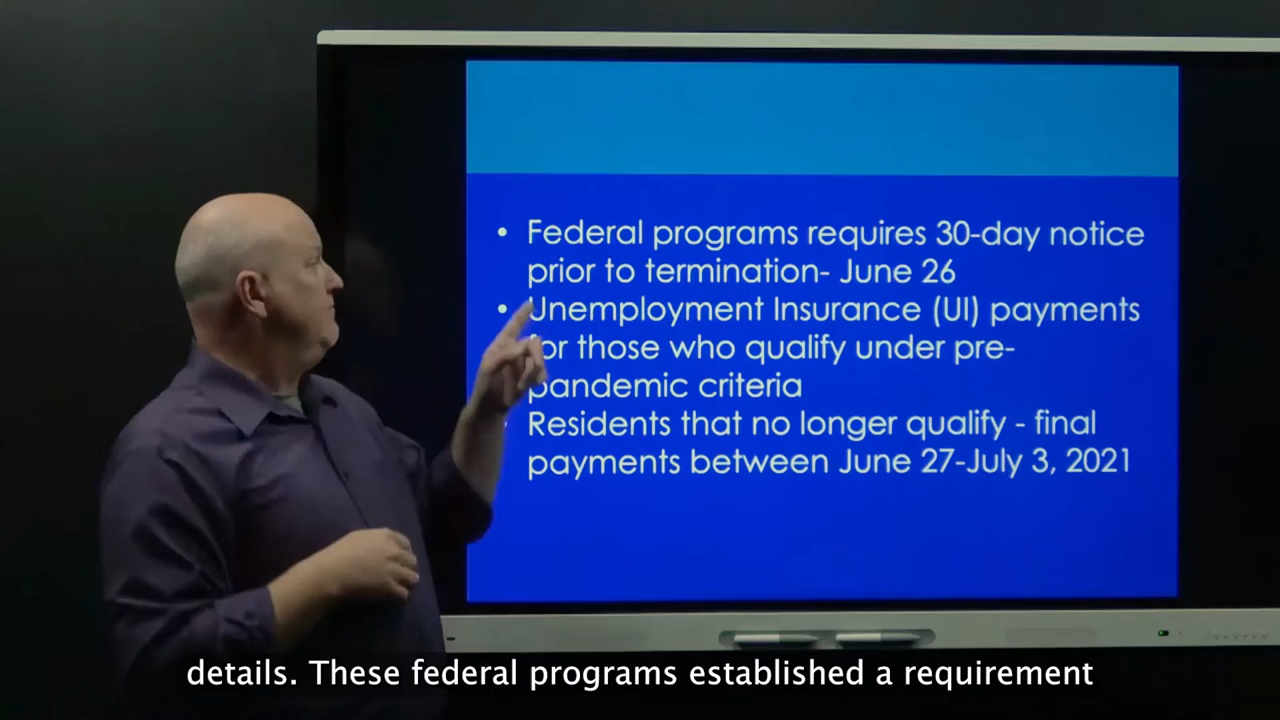 • Federal programs requires 30-day notice
prior to termination- June 26
• Unemployment Insurance (UI) payments
for those who qualify under pre-
pandemic criteria
• Residents that no longer qualify - final
payments between June 27-July 3, 2021
details. These federal programs established a requirement